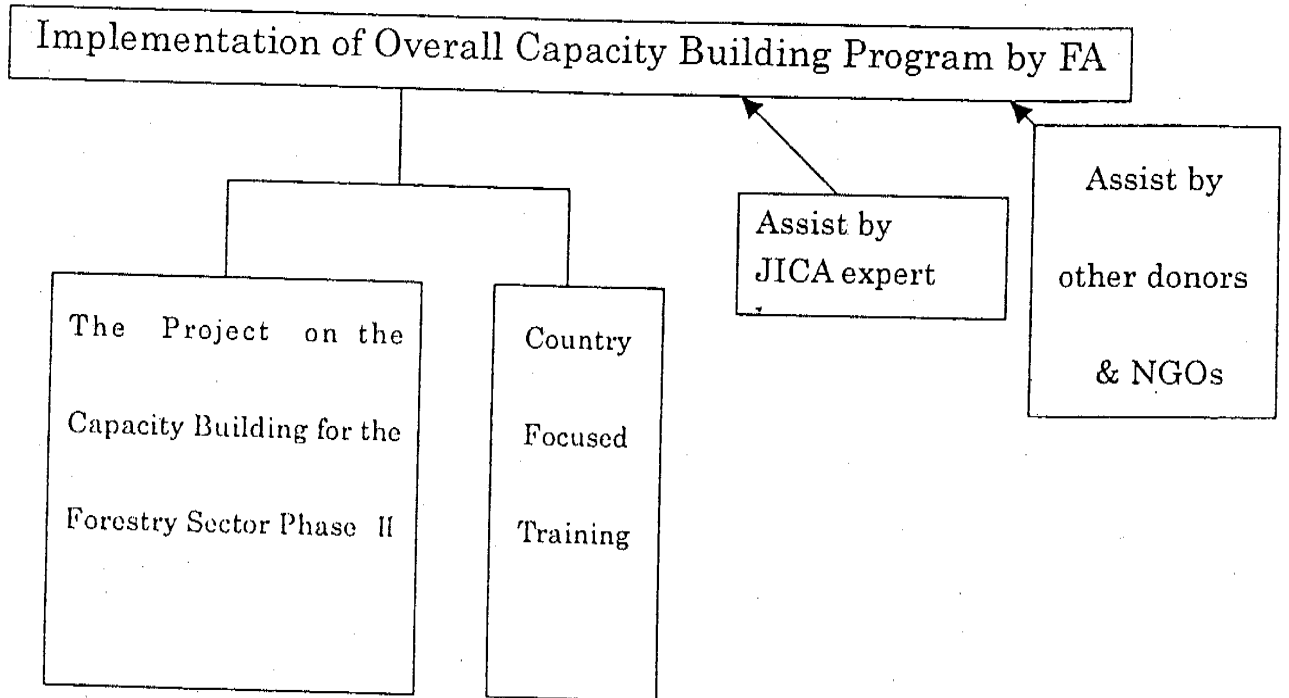 Implementation of Overall Capacity Building Program by FA
The Project on the
Capacity Building for the
Forestry Sector Phase II
Country
Focused
Training
Assist by
JICA expert
Assist by
other donors
& NGOs